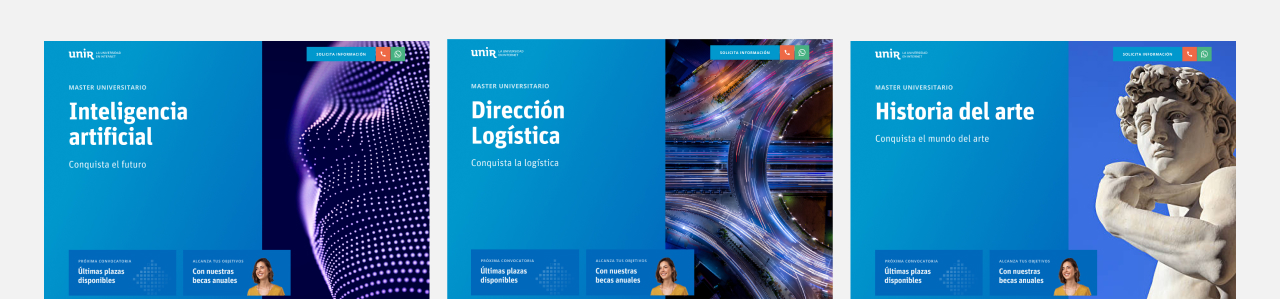 unir LA UNIVERSIDAD
EN INTERNET
SOLICITA INFORMACIÓN
MASTER UNIVERSITARIO
Inteligencia
artificial
Conquista el futuro
PRÓXIMA CONVOCATORIA
Últimas plazas
disponibles
ALCANZA TUS OBJETIVOS
Con nuestras
becas anuales
unir LA UNIVERSIDAD
EN INTERNET
SOLICITA INFORMACIÓN
MASTER UNIVERSITARIO
Dirección
Logística
Conquista la logística
PRÓXIMA CONVOCATORIA
Últimas plazas
disponibles
ALCANZA TUS OBJETIVOS
Con nuestras
becas anuales
unir LA UNIVERSIDAD
EN INTERNET
SOLICITA INFORMACIÓN
MASTER UNIVERSITARIO
Historia del arte
Conquista el mundo del arte
PRÓXIMA CONVOCATORIA
Últimas plazas
disponibles
ALCANZA TUS OBJETIVOS
Con nuestras
becas anuales